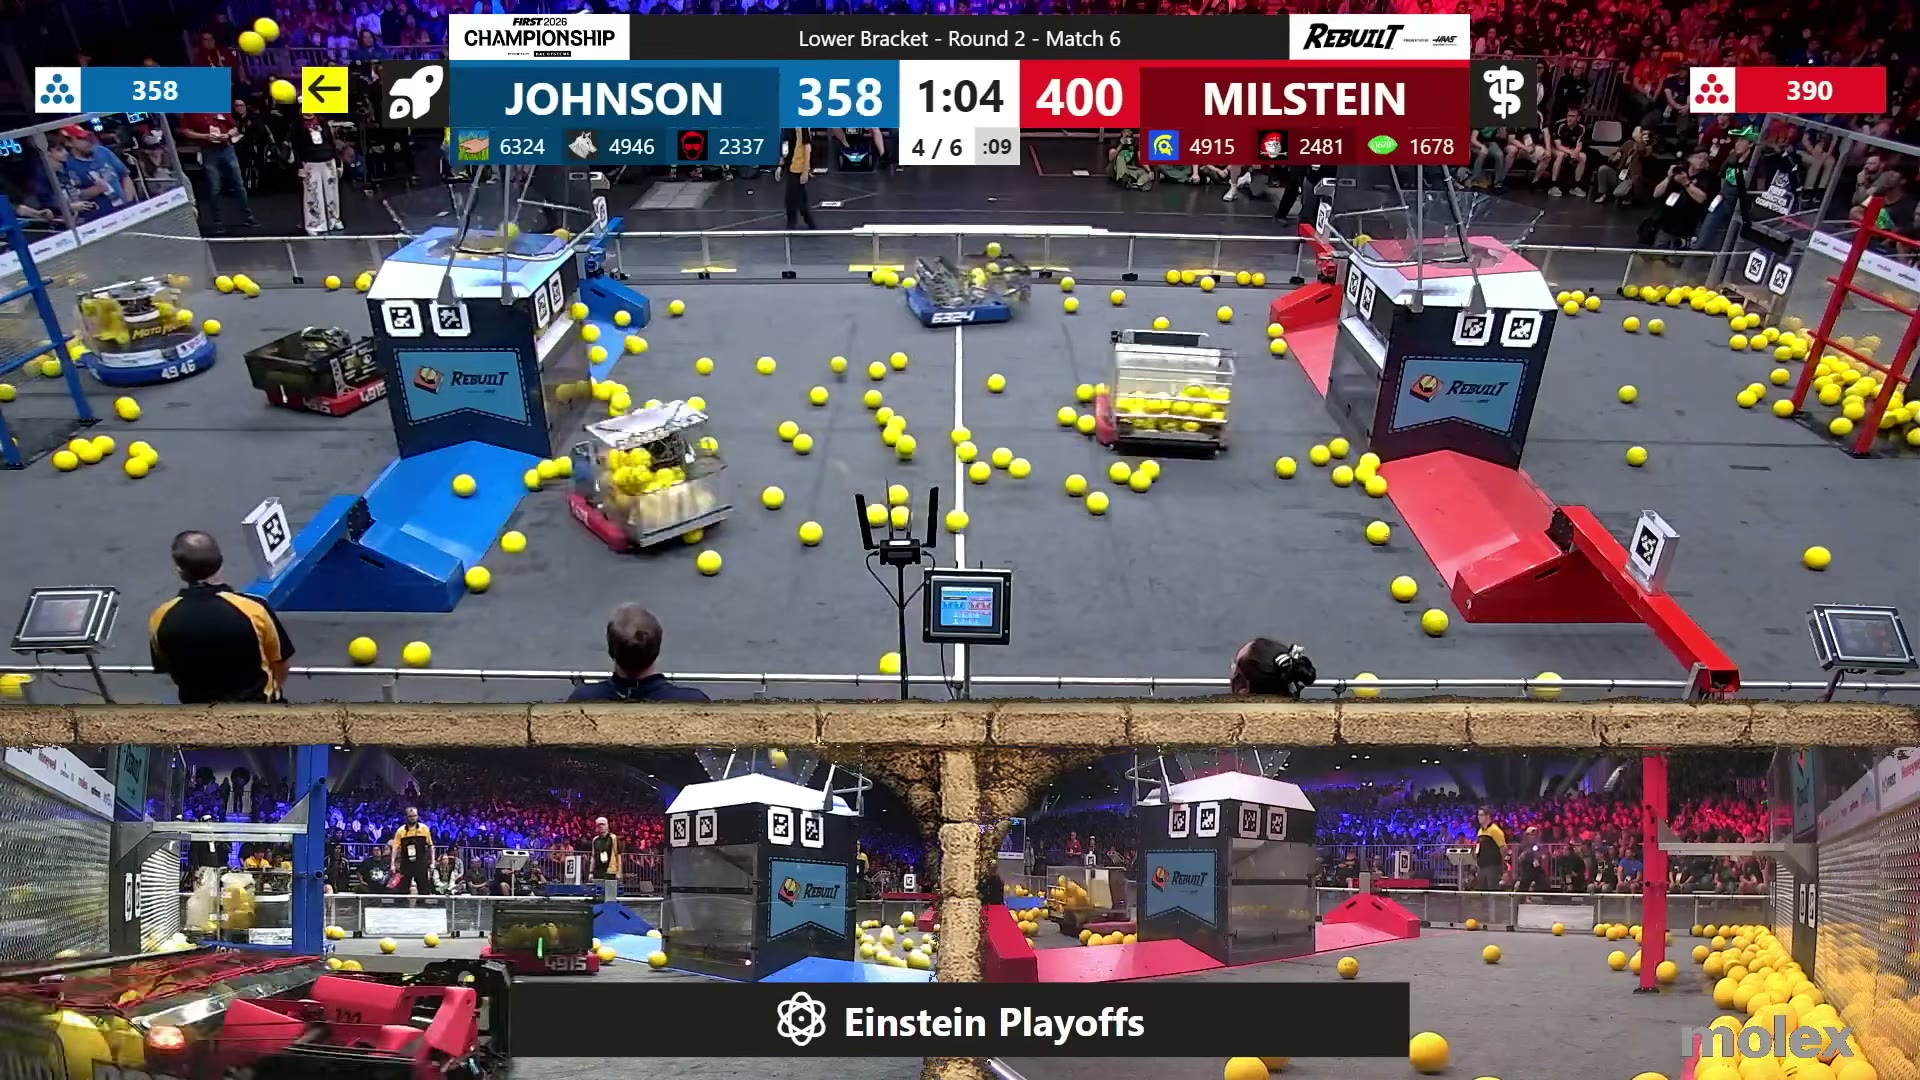 FIRST 2026
CHAMPIONSHIP
Lower Bracket - Round 2 - Match 6
REBUILT
358
JOHNSON
358
1:04
400
MILSTEIN
390
6324
4946
2337
4 / 6
:09
4915
2481
1678
6324
4946
4915
REBUILT
REBUILT
REBUILT
REBUILT
4915
Einstein Playoffs
molex